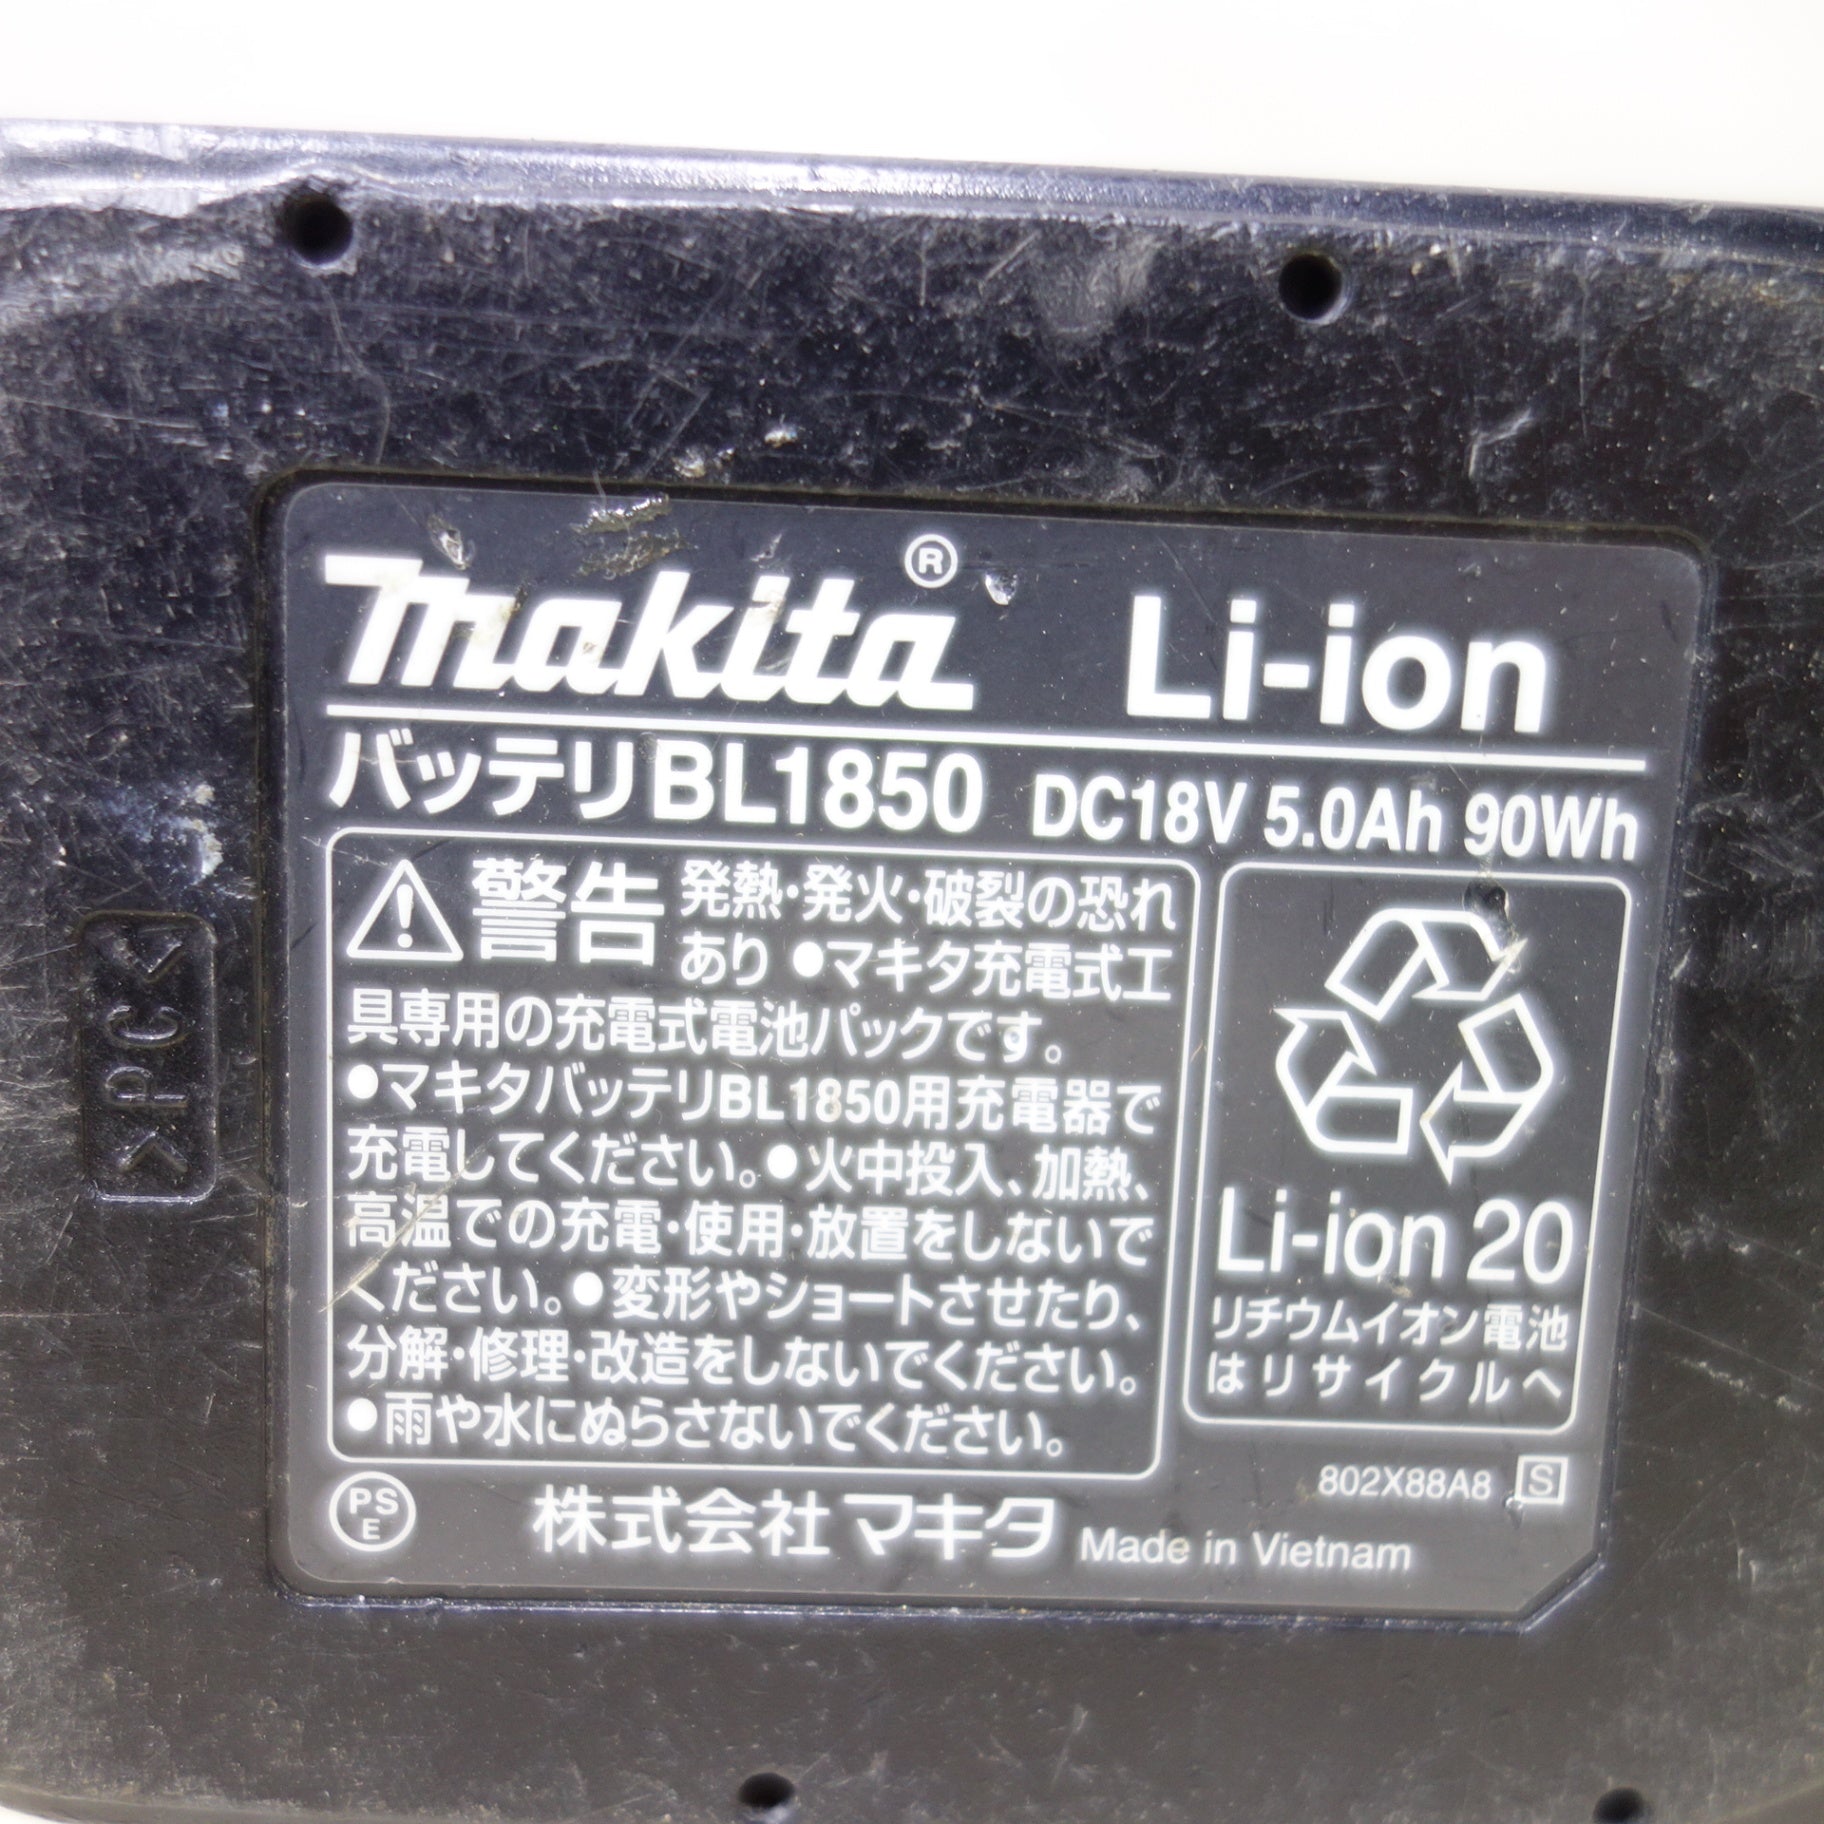 makita® Li-ion
バッテリBL1850 DC18V 5.0Ah 90Wh
警告 発熱・発火・破裂の恐れ
あり ●マキタ充電式工
具専用の充電式電池パックです。
●マキタバッテリBL1850用充電器で
充電してください。●火中投入、加熱、
高温での充電・使用・放置をしないで
ください。●変形やショートさせたり、
分解・修理・改造をしないでください。
●雨や水にぬらさないでください。
Li-ion 20
リチウムイオン電池
はリサイクルへ
802X88A8 S
PS
E
株式会社マキタ Made in Vietnam
>PC<